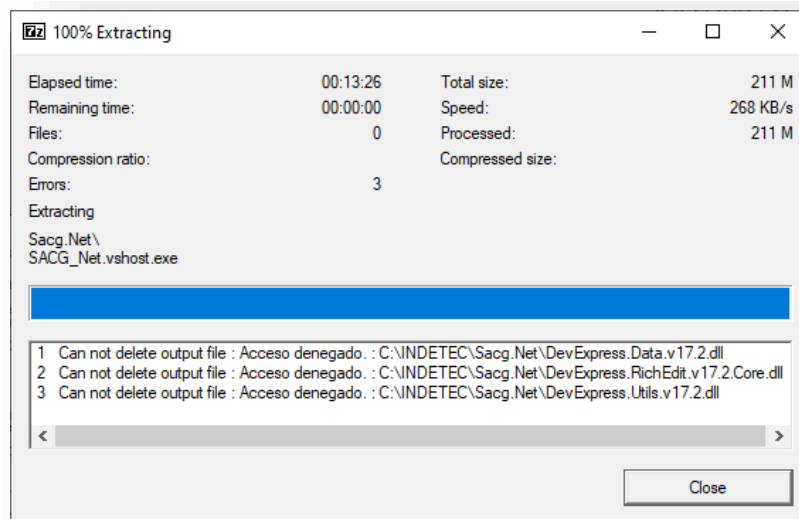 7z 100% Extracting
Elapsed time: 00:13:26 Total size: 211 M
Remaining time: 00:00:00 Speed: 268 KB/s
Files: 0 Processed: 211 M
Compression ratio: Compressed size:
Errors: 3
Extracting
Sacg.Net\
SACG_Net.vshost.exe
1 Can not delete output file : Acceso denegado. : C:\INDETEC\Sacg.Net\DevExpress.Data.v17.2.dll
2 Can not delete output file : Acceso denegado. : C:\INDETEC\Sacg.Net\DevExpress.RichEdit.v17.2.Core.dll
3 Can not delete output file : Acceso denegado. : C:\INDETEC\Sacg.Net\DevExpress.Utils.v17.2.dll
Close